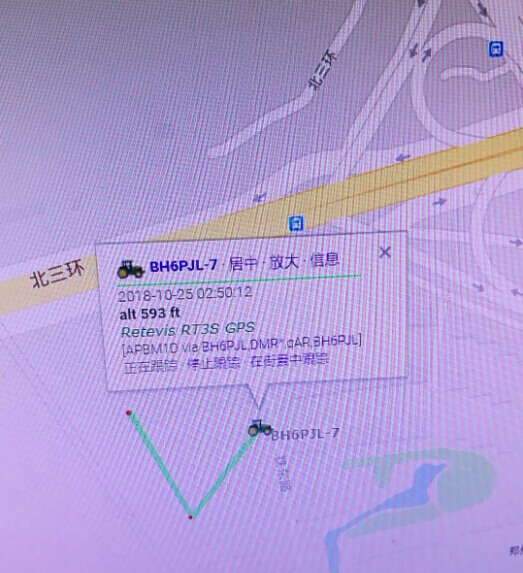 北三环
北三环
BH6PJL-7 · 居中 · 放大 · 信息
2018-10-25 02:50:12
alt 593 ft
Retevis RT3S GPS
[APBM1D via BH6PJL,DMR*,qAR,BH6PJL]
正在跟踪 · 停止跟踪 · 在街景中跟踪
BH6PJL-7